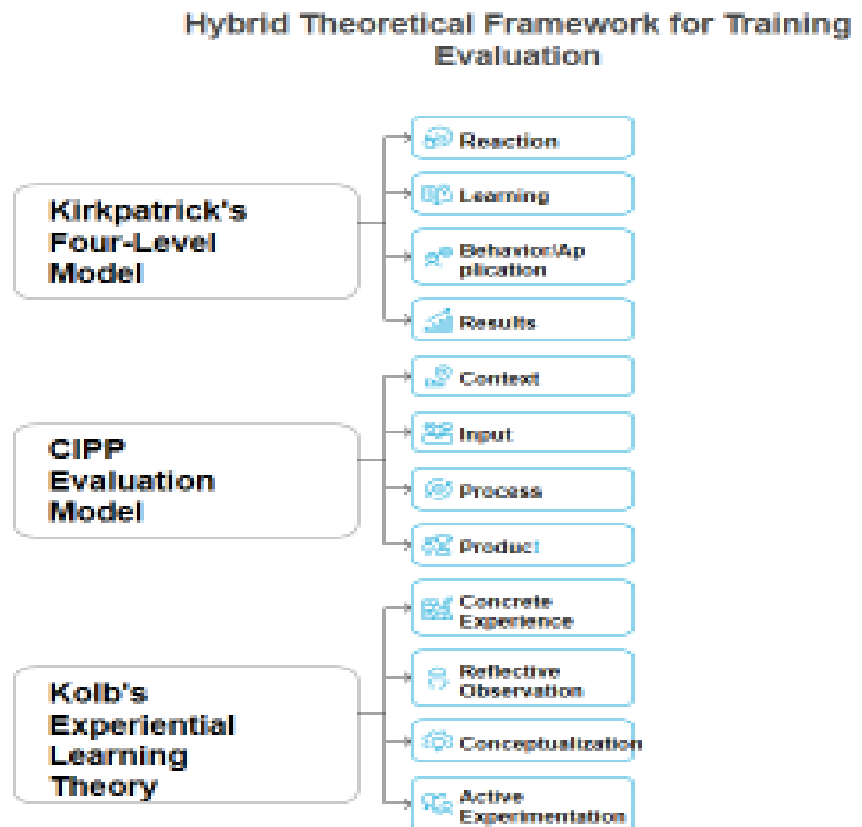 Hybrid Theoretical Framework for Training
Evaluation
Kirkpatrick's
Four-Level
Model
Reaction
Learning
Behavior/Ap
plication
Results
CIPP
Evaluation
Model
Context
Input
Process
Product
Kolb's
Experiential
Learning
Theory
Concrete
Experience
Reflective
Observation
Conceptualization
Active
Experimentation